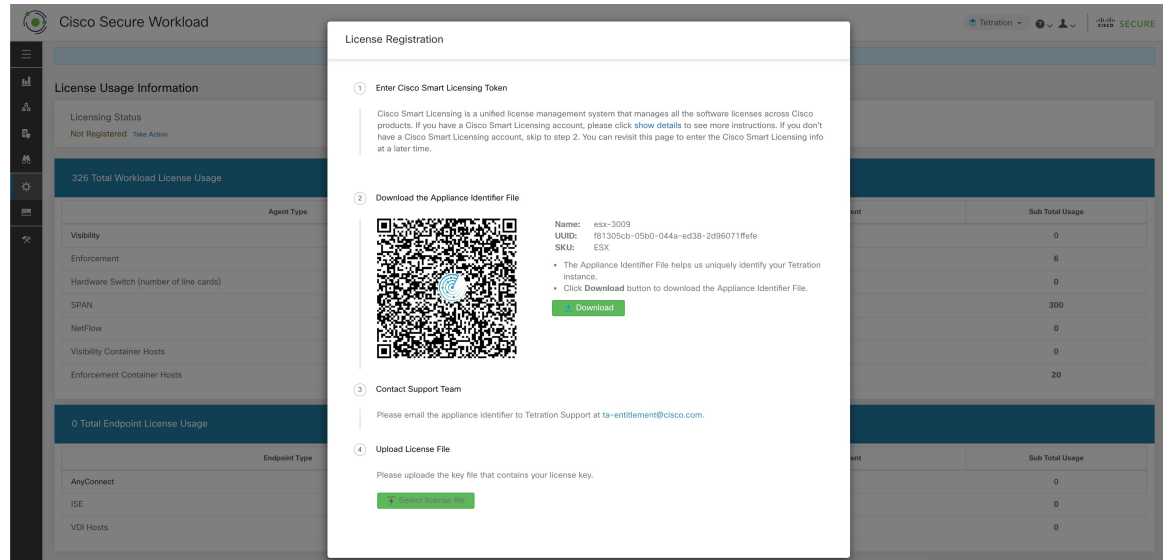 Cisco Secure Workload
Tetration
CISCO SECURE
License Usage Information
Licensing Status
Not Registered Take Action
326 Total Workload License Usage
Agent Type
ent
Sub Total Usage
Visibility
0
Enforcement
6
Hardware Switch (number of line cards)
0
SPAN
300
NetFlow
0
Visibility Container Hosts
0
Enforcement Container Hosts
20
0 Total Endpoint License Usage
Endpoint Type
ent
Sub Total Usage
AnyConnect
0
ISE
0
VDI Hosts
0
License Registration
1 Enter Cisco Smart Licensing Token
Cisco Smart Licensing is a unified license management system that manages all the software licenses across Cisco
products. If you have a Cisco Smart Licensing account, please click show details to see more instructions. If you don't
have a Cisco Smart Licensing account, skip to step 2. You can revisit this page to enter the Cisco Smart Licensing info
at a later time.
2 Download the Appliance Identifier File
Name: esx-3009
UUID: f81305cb-05b0-044a-ed38-2d96071ffefe
SKU: ESX
• The Appliance Identifier File helps us uniquely identify your Tetration
instance.
• Click Download button to download the Appliance Identifier File.
Download
3 Contact Support Team
Please email the appliance identifier to Tetration Support at ta-entitlement@cisco.com.
4 Upload License File
Please uploade the key file that contains your license key.
Select license file